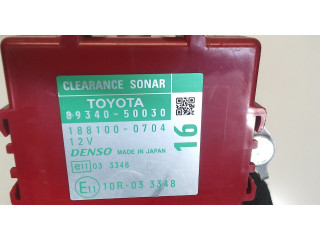 CLEARANCE SONAR
TOYOTA
89340-50030
188100-0704
12V
DENSO MADE IN JAPAN
16
e11 03 3348
E11 10R-03 3348